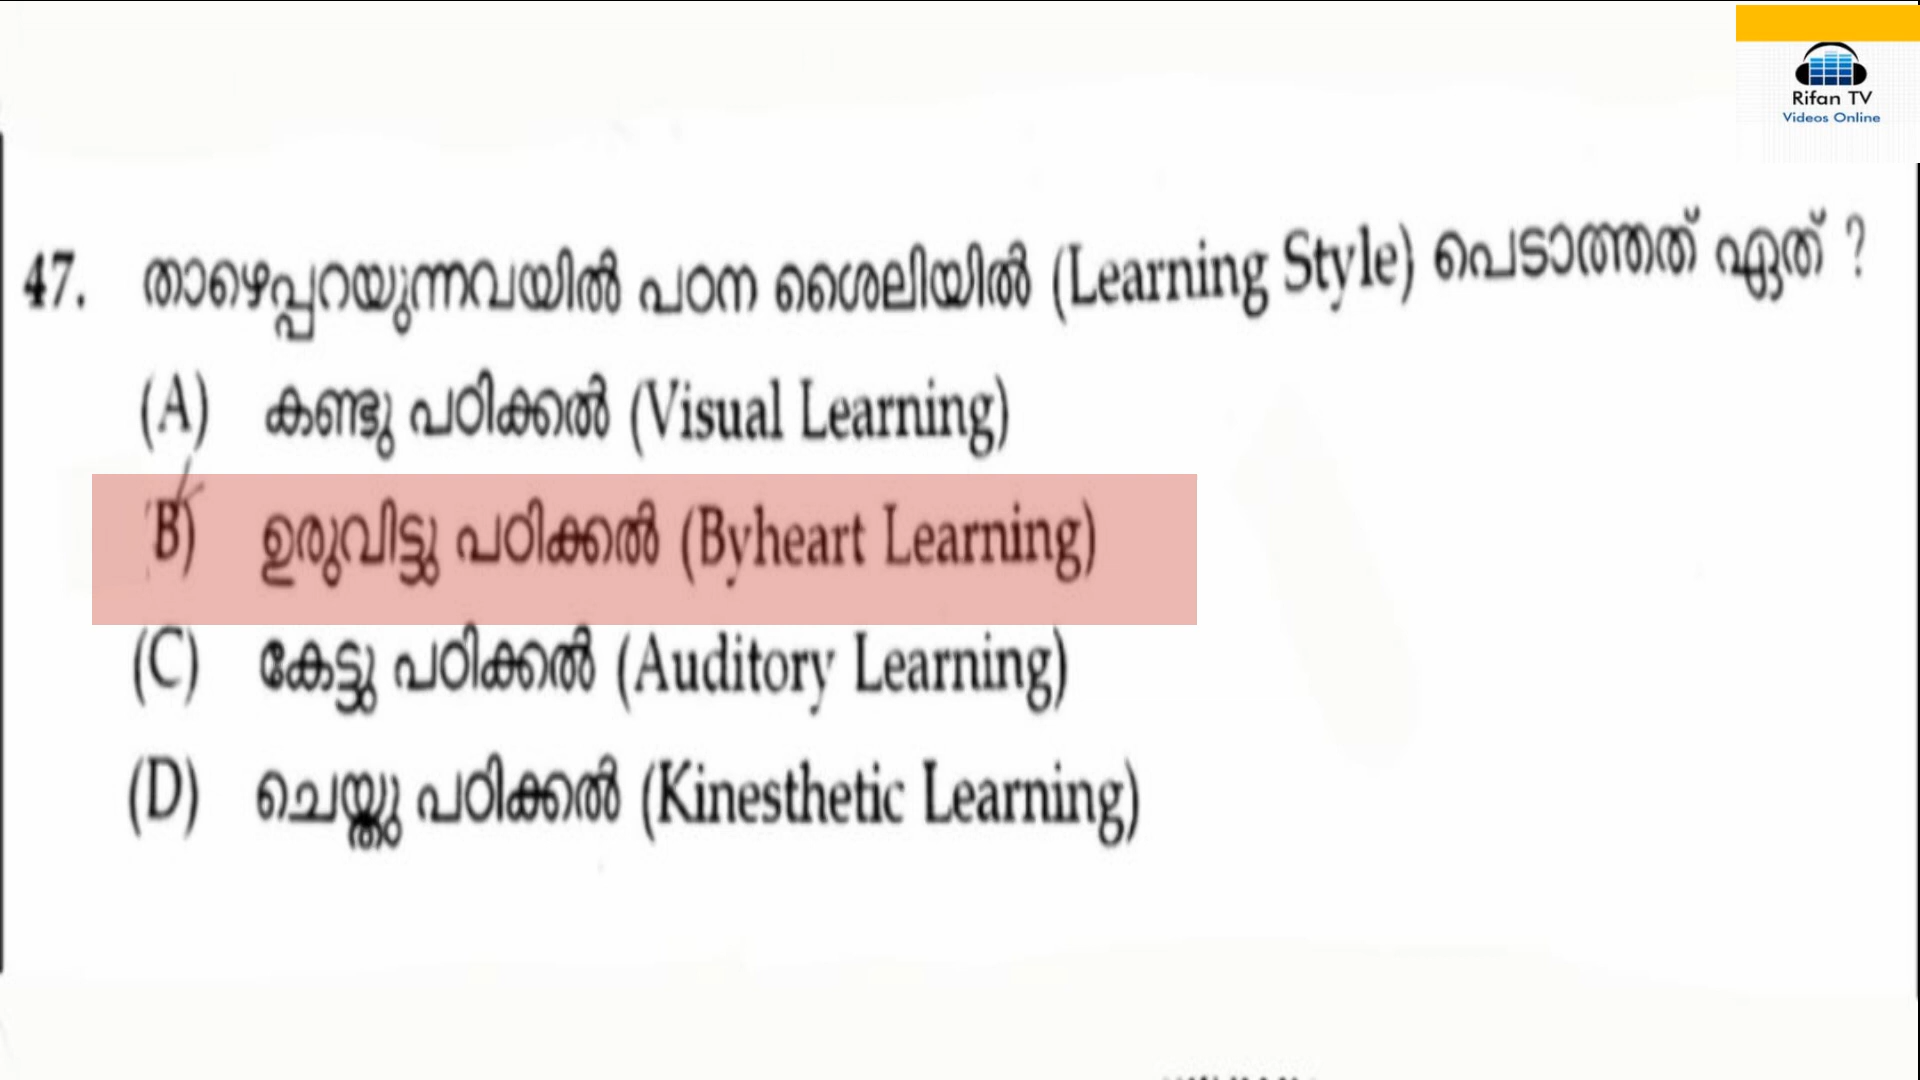 Rifan TV
Videos Online
47. താഴെപ്പറയുന്നവയിൽ പഠന ശൈലിയിൽ (Learning Style) പെടാത്തത് ഏത് ?
(A) കണ്ടു പഠിക്കൽ (Visual Learning)
(B) ഉരുവിട്ടു പഠിക്കൽ (Byheart Learning)
(C) കേട്ടു പഠിക്കൽ (Auditory Learning)
(D) ചെയ്തു പഠിക്കൽ (Kinesthetic Learning)